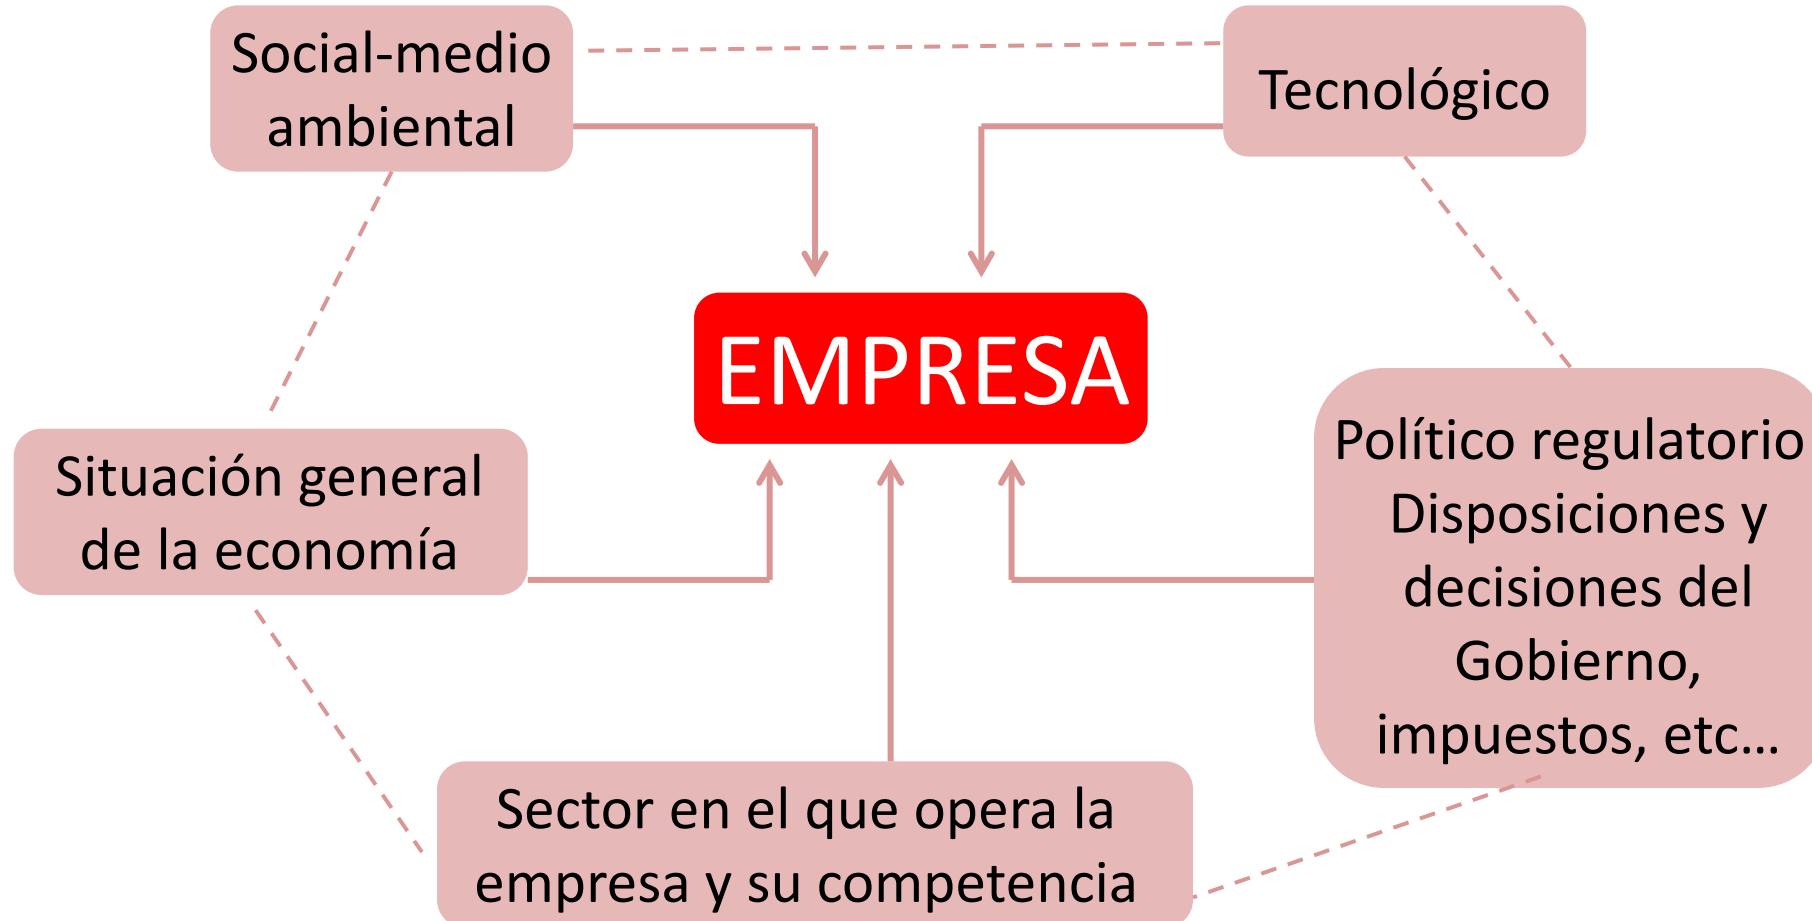 Social-medio
ambiental
Tecnológico
EMPRESA
Situación general
de la economía
Político regulatorio
Disposiciones y
decisiones del
Gobierno,
impuestos, etc…
Sector en el que opera la
empresa y su competencia